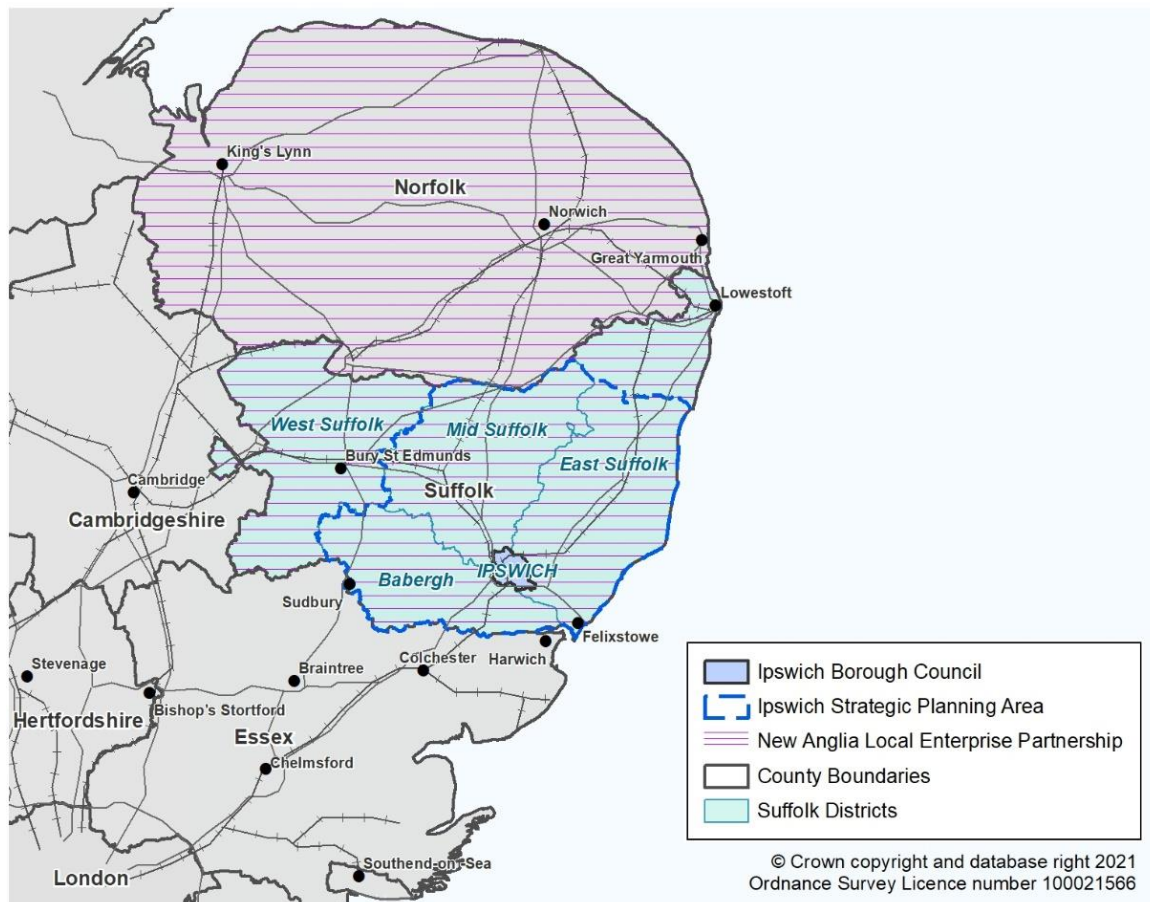 King's Lynn
Norfolk
Norwich
Great Yarmouth
Lowestoft
West Suffolk
Mid Suffolk
Bury St Edmunds
East Suffolk
Suffolk
Cambridge
Cambridgeshire
Babergh
IPSWICH
Sudbury
Felixstowe
Harwich
Stevenage
Braintree
Colchester
Hertfordshire
Bishop's Stortford
Essex
Chelmsford
London
Southend-on-Sea
Ipswich Borough Council
Ipswich Strategic Planning Area
New Anglia Local Enterprise Partnership
County Boundaries
Suffolk Districts
© Crown copyright and database right 2021
Ordnance Survey Licence number 100021566